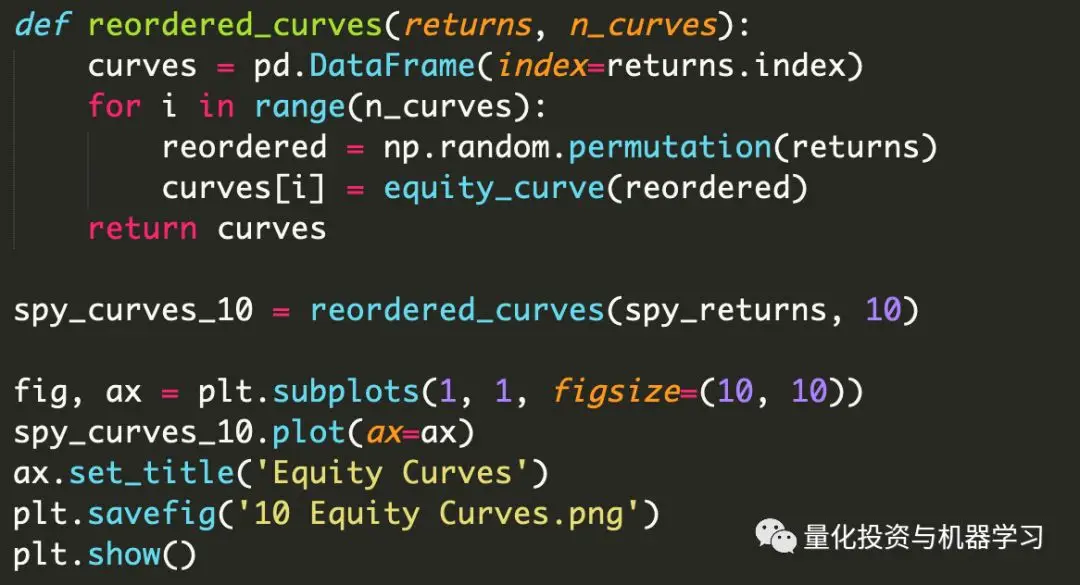 def reordered_curves(returns, n_curves):
    curves = pd.DataFrame(index=returns.index)
    for i in range(n_curves):
        reordered = np.random.permutation(returns)
        curves[i] = equity_curve(reordered)
    return curves

spy_curves_10 = reordered_curves(spy_returns, 10)

fig, ax = plt.subplots(1, 1, figsize=(10, 10))
spy_curves_10.plot(ax=ax)
ax.set_title('Equity Curves')
plt.savefig('10 Equity Curves.png')
plt.show()
量化投资与机器学习